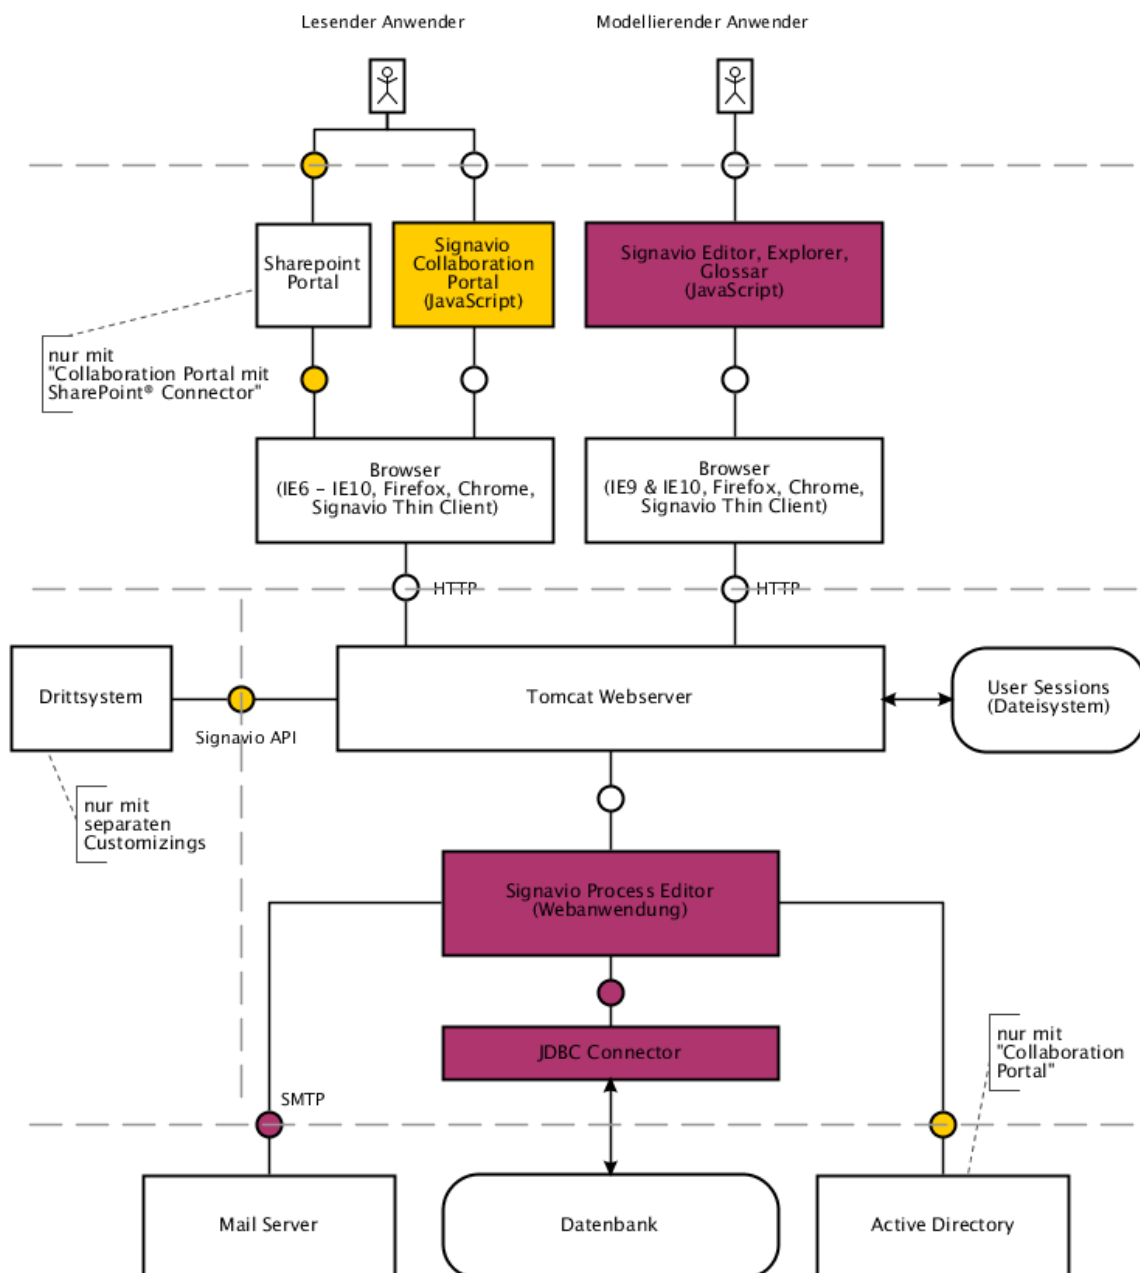 Lesender Anwender
Modellierender Anwender
Sharepoint
Portal
Signavio
Collaboration
Portal
(JavaScript)
Signavio Editor, Explorer,
Glossar
(JavaScript)
nur mit
"Collaboration Portal mit
SharePoint® Connector"
Browser
(IE6 – IE10, Firefox, Chrome,
Signavio Thin Client)
Browser
(IE9 & IE10, Firefox, Chrome,
Signavio Thin Client)
HTTP
HTTP
Drittsystem
Signavio API
Tomcat Webserver
User Sessions
(Dateisystem)
nur mit
separaten
Customizings
Signavio Process Editor
(Webanwendung)
JDBC Connector
nur mit
"Collaboration
Portal"
SMTP
Mail Server
Datenbank
Active Directory